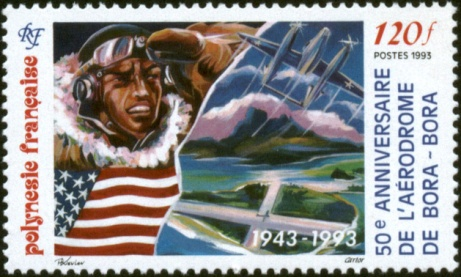 RF
120f
POSTES 1993
polynésie française
50e ANNIVERSAIRE
DE L'AÉRODROME
DE BORA - BORA
1943-1993